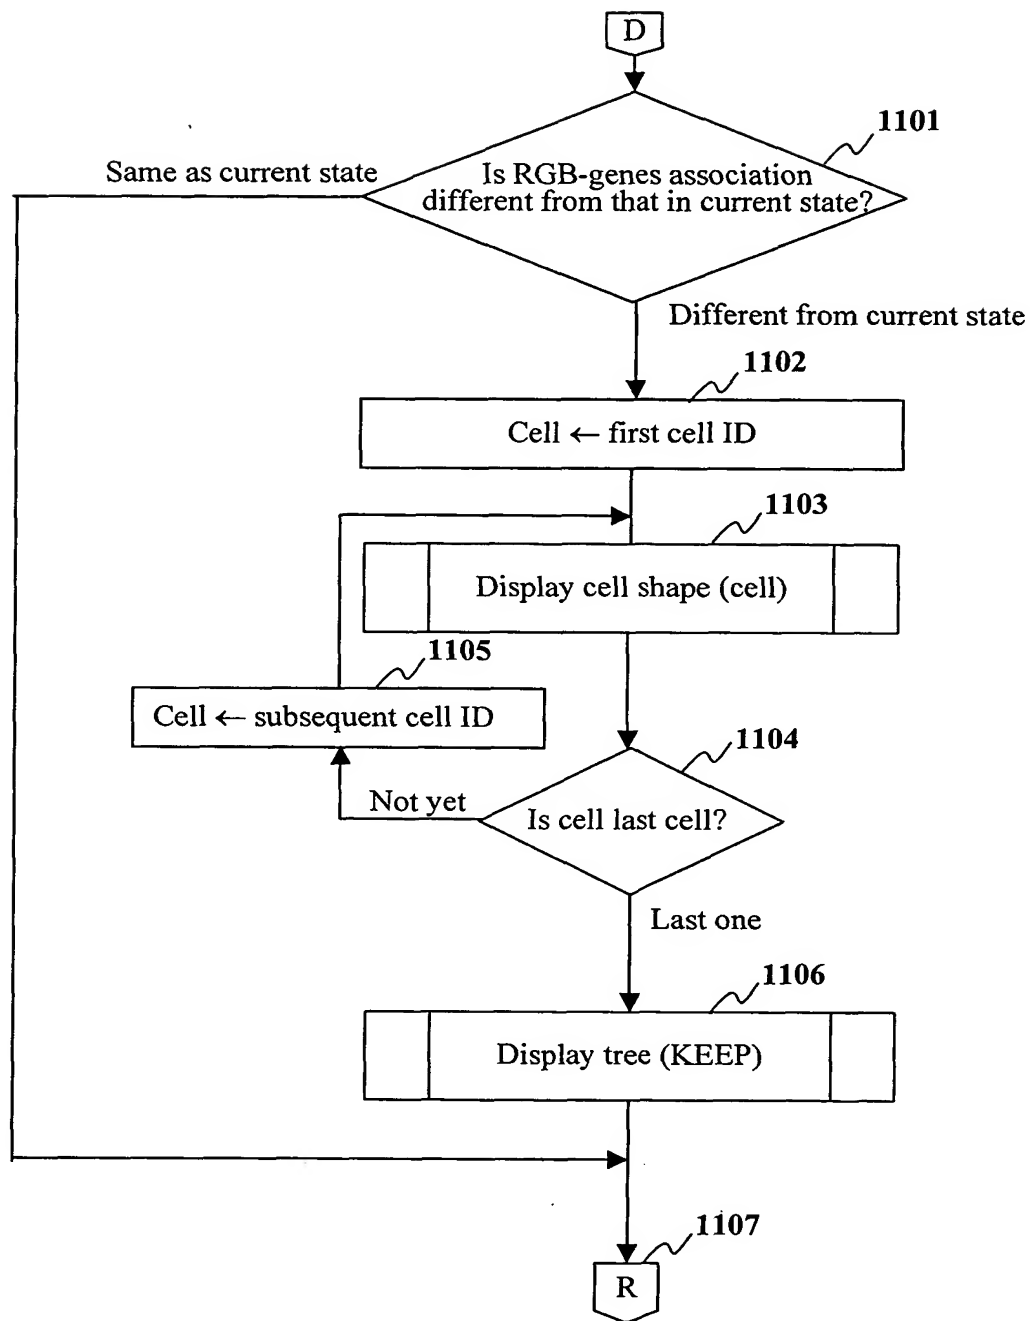 D
1101
Same as current state
Is RGB-genes association
different from that in current state?
Different from current state
1102
Cell ← first cell ID
1103
Display cell shape (cell)
1105
Cell ← subsequent cell ID
1104
Not yet
Is cell last cell?
Last one
1106
Display tree (KEEP)
1107
R